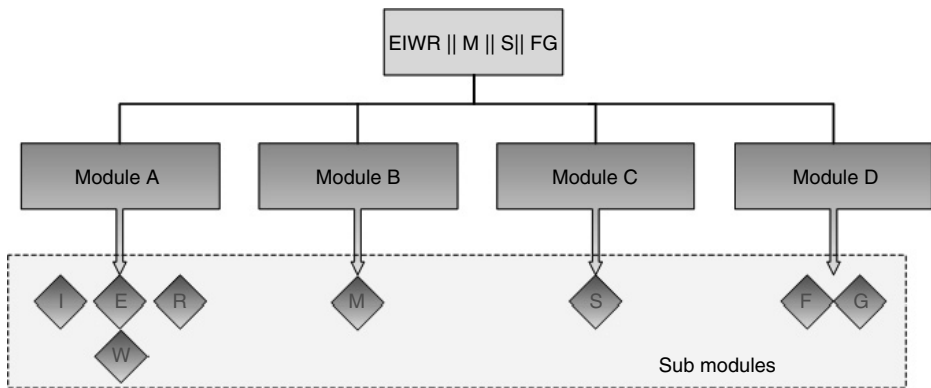 EIWR || M || S|| FG
Module A
Module B
Module C
Module D
I
E
R
M
S
F
G
W
Sub modules